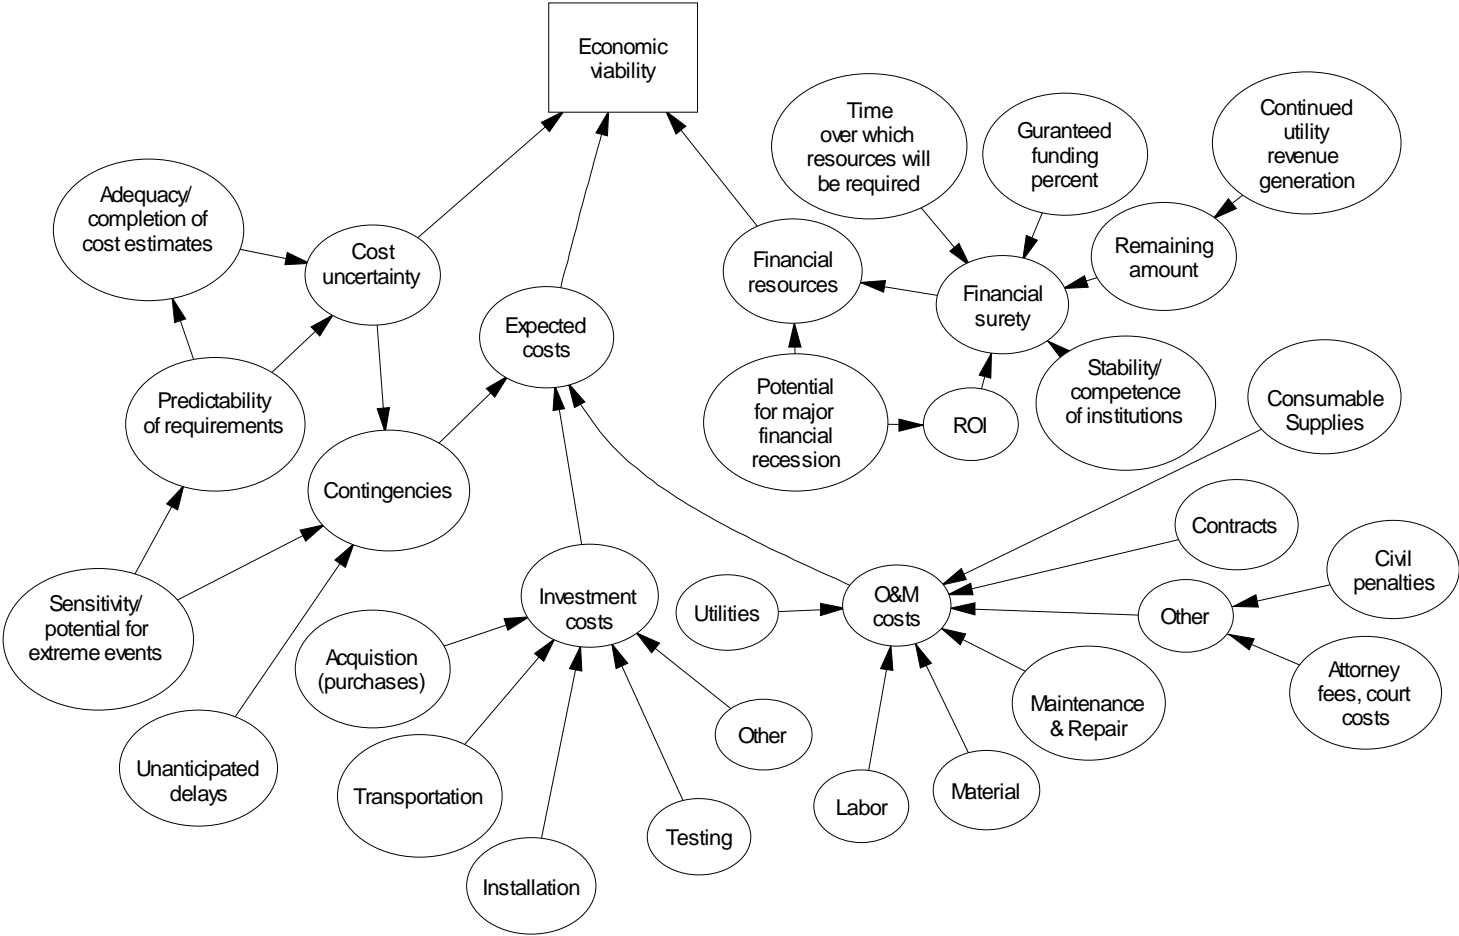 Economic
viability
Time
over which
resources will
be required
Guranteed
funding
percent
Continued
utility
revenue
generation
Adequacy/
completion of
cost estimates
Cost
uncertainty
Financial
resources
Remaining
amount
Financial
surety
Expected
costs
Predictability
of requirements
Potential
for major
financial
recession
ROI
Stability/
competence
of institutions
Consumable
Supplies
Contingencies
Contracts
Sensitivity/
potential for
extreme events
Investment
costs
Utilities
O&M
costs
Other
Civil
penalties
Acquistion
(purchases)
Attorney
fees, court
costs
Maintenance
& Repair
Other
Unanticipated
delays
Transportation
Testing
Labor
Material
Installation